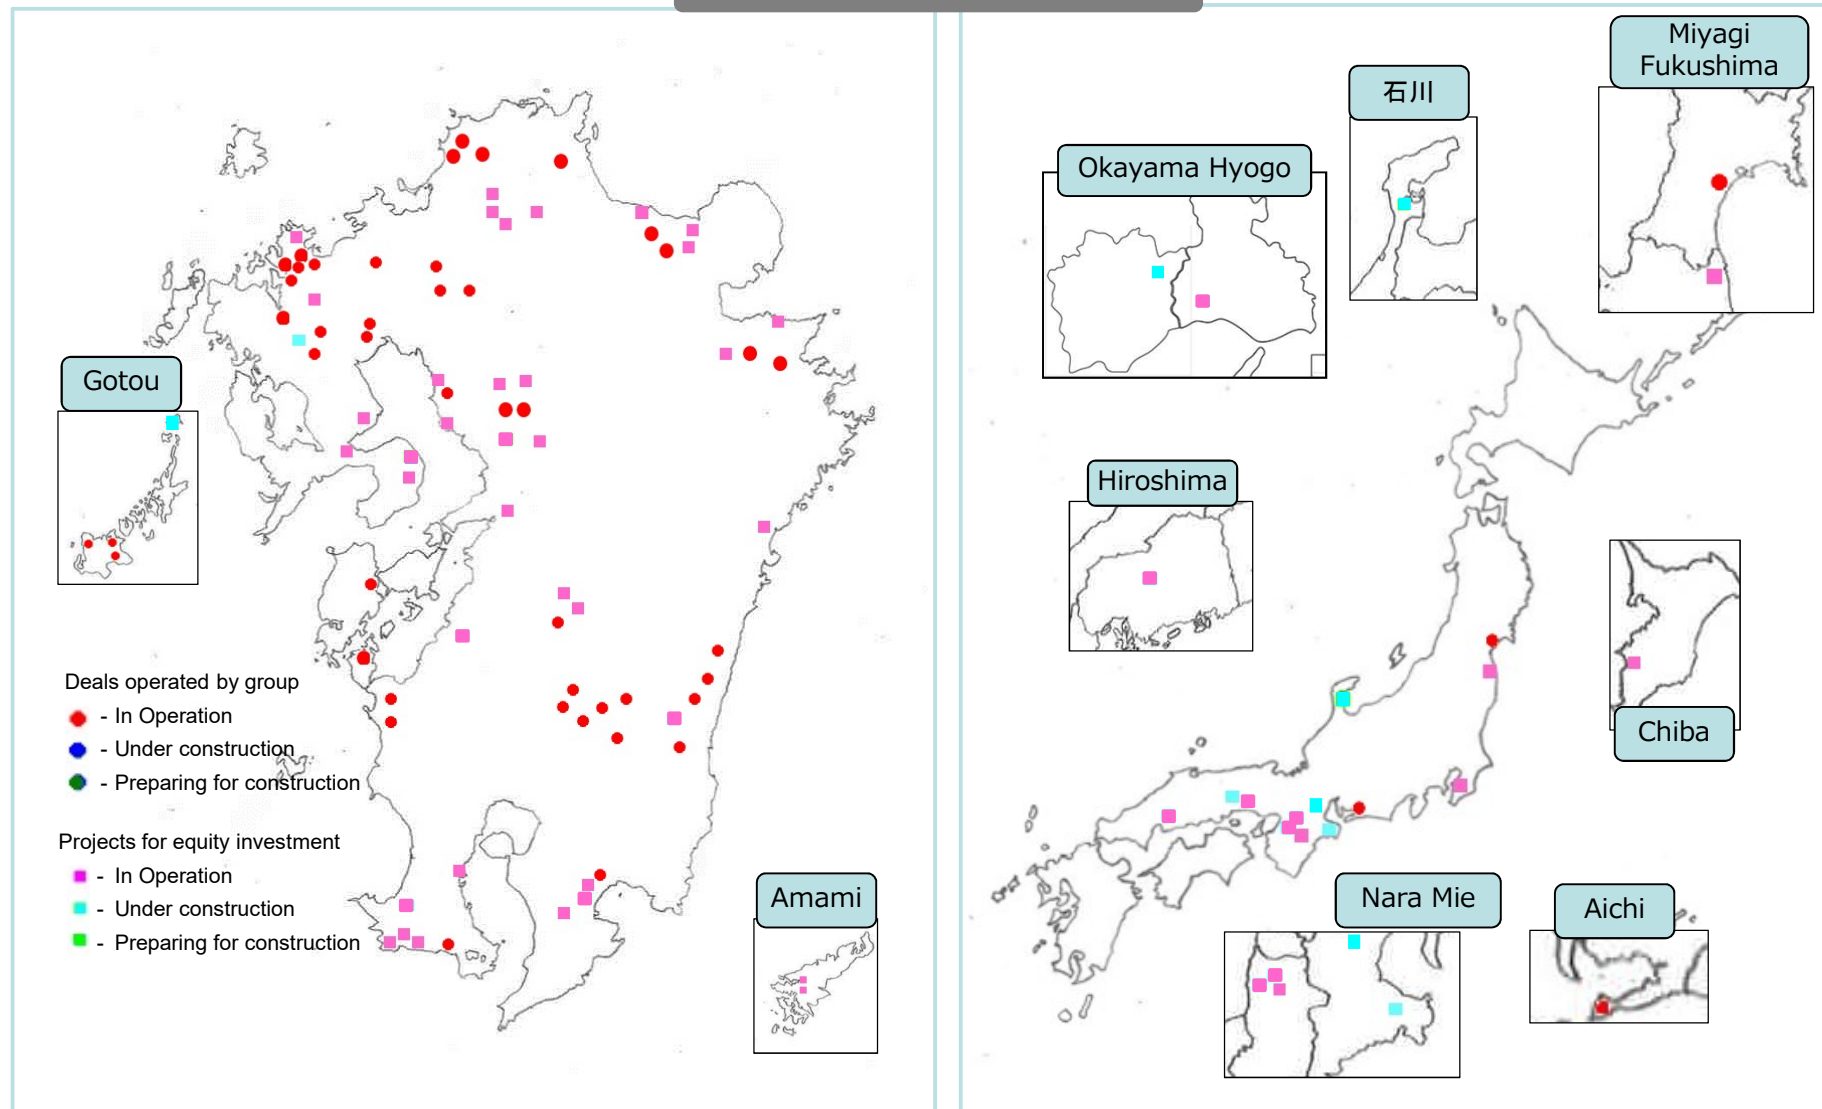 Gotou
Deals operated by group
- In Operation
- Under construction
- Preparing for construction
Projects for equity investment
- In Operation
- Under construction
- Preparing for construction
Amami
Okayama Hyogo
石川
Miyagi
Fukushima
Hiroshima
Chiba
Nara Mie
Aichi